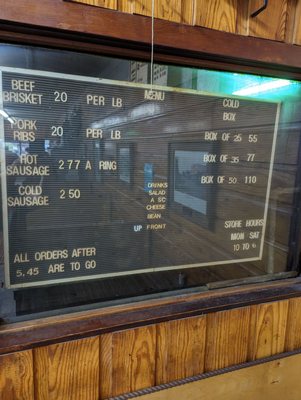 MENU
BEEF
BRISKET 20 PER LB
PORK
RIBS 20 PER LB
HOT
SAUSAGE 2 77 A RING
COLD
SAUSAGE 2 50
COLD
BOX
BOX OF 25 55
BOX OF 35 77
BOX OF 50 110
DRINKS
SALAD
A SC
CHEESE
BEAN
UP FRONT
STORE HOURS
MON SAT
10 TO 6
ALL ORDERS AFTER
5.45 ARE TO GO